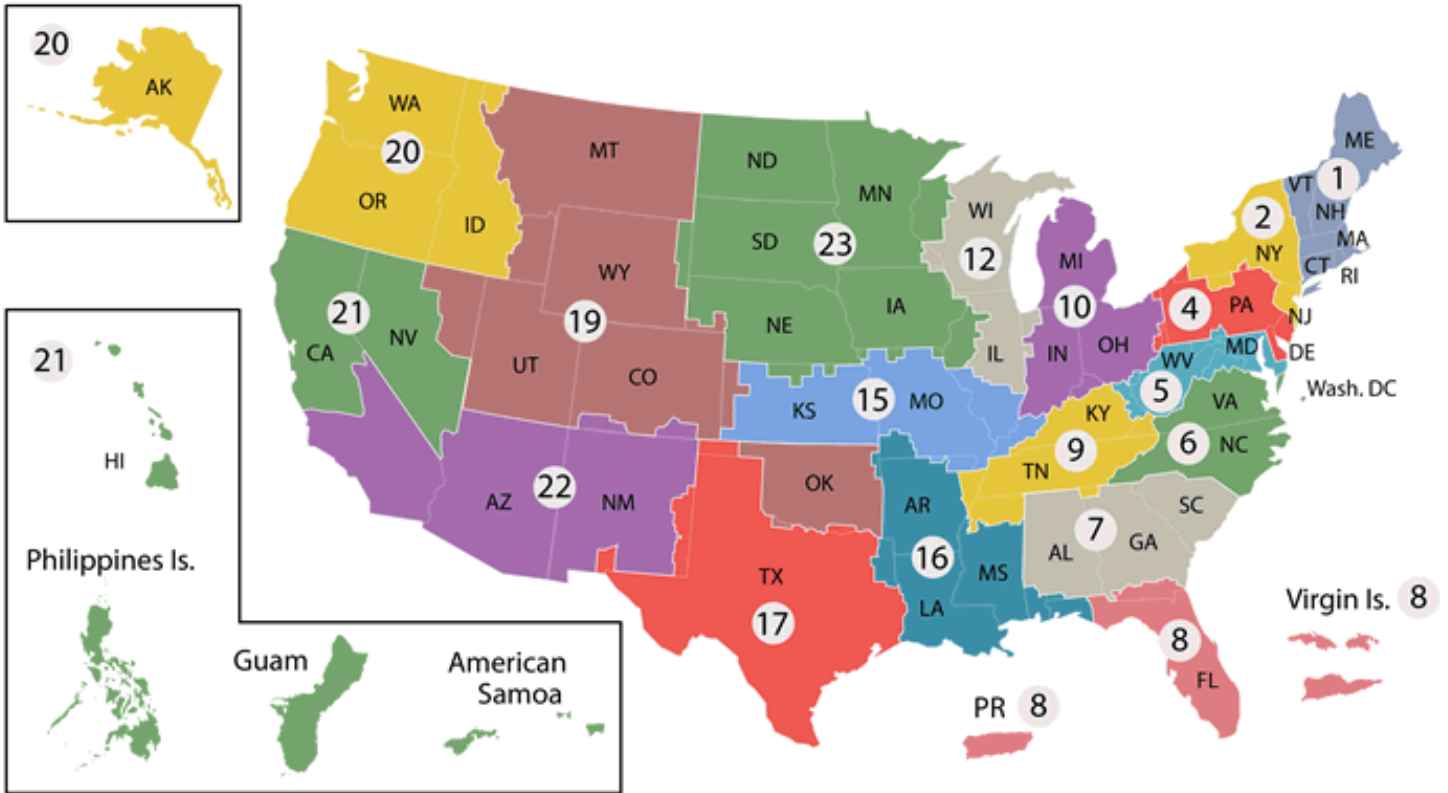 20
AK
WA
20
OR
ID
MT
WY
19
UT
CO
OK
ND
MN
SD
23
NE
IA
WI
12
IL
MI
10
IN
OH
ME
VT
1
NH
MA
CT
RI
2
NY
4
PA
NJ
DE
WV
MD
5
Wash. DC
VA
6
NC
KY
9
TN
KS
15
MO
21
CA
NV
AZ
22
NM
TX
17
AR
16
MS
LA
SC
7
AL
GA
8
FL
Virgin Is. 8
PR 8
21
HI
Philippines Is.
Guam
American
Samoa